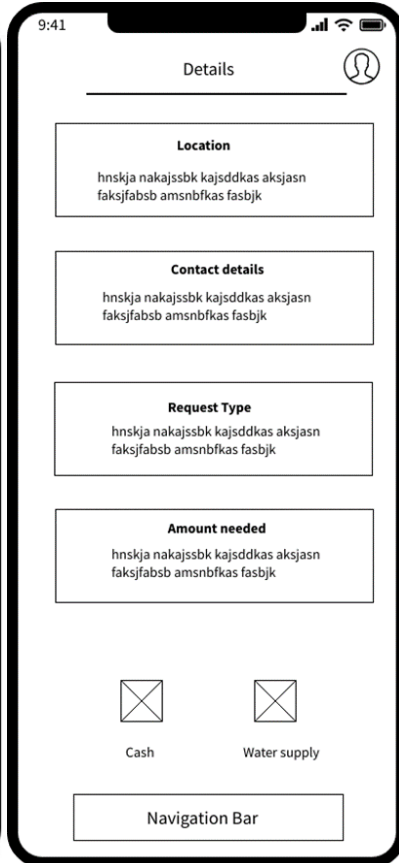 9:41
Details
Location
hnskja nakajssbk kajsddkas aksjasn
faksjfabsb amsnbfkas fasbjk
Contact details
hnskja nakajssbk kajsddkas aksjasn
faksjfabsb amsnbfkas fasbjk
Request Type
hnskja nakajssbk kajsddkas aksjasn
faksjfabsb amsnbfkas fasbjk
Amount needed
hnskja nakajssbk kajsddkas aksjasn
faksjfabsb amsnbfkas fasbjk
Cash Water supply
Navigation Bar